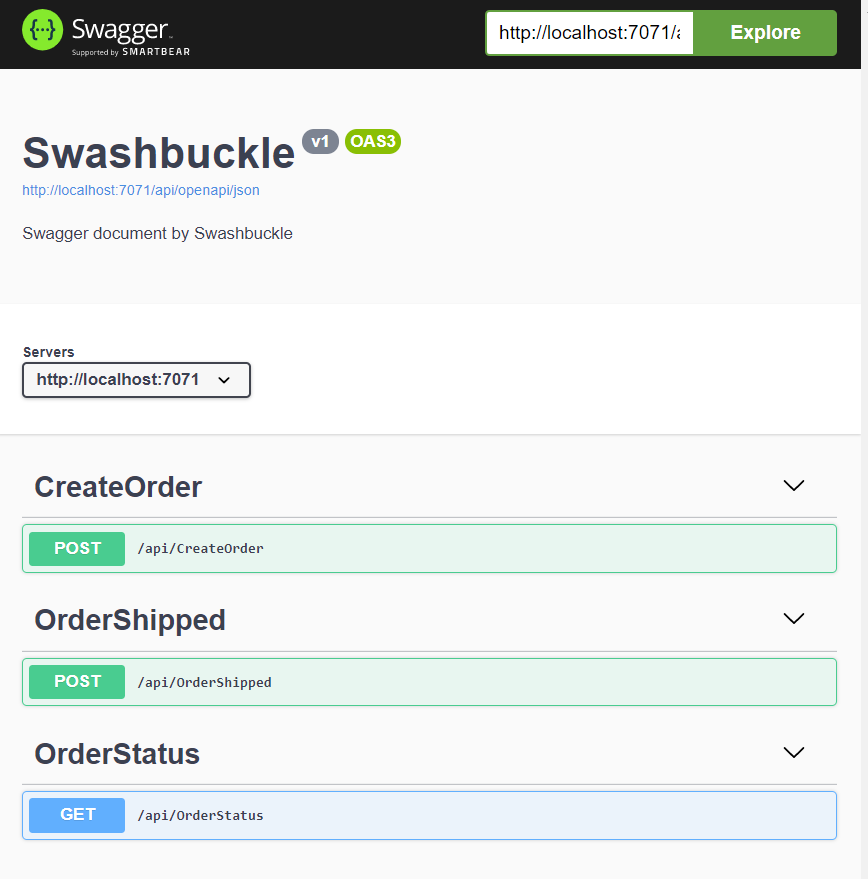 {···} Swagger™
Supported by SMARTBEAR
http://localhost:7071/a
Explore
Swashbuckle v1 OAS3
http://localhost:7071/api/openapi/json
Swagger document by Swashbuckle
Servers
http://localhost:7071
CreateOrder
POST /api/CreateOrder
OrderShipped
POST /api/OrderShipped
OrderStatus
GET /api/OrderStatus